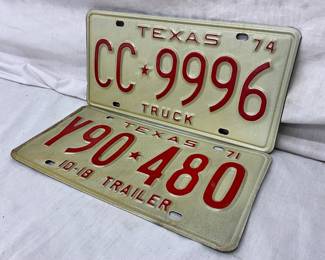 TEXAS 74
CC★9996
TRUCK
TEXAS 71
Y90★480
10-18 TRAILER